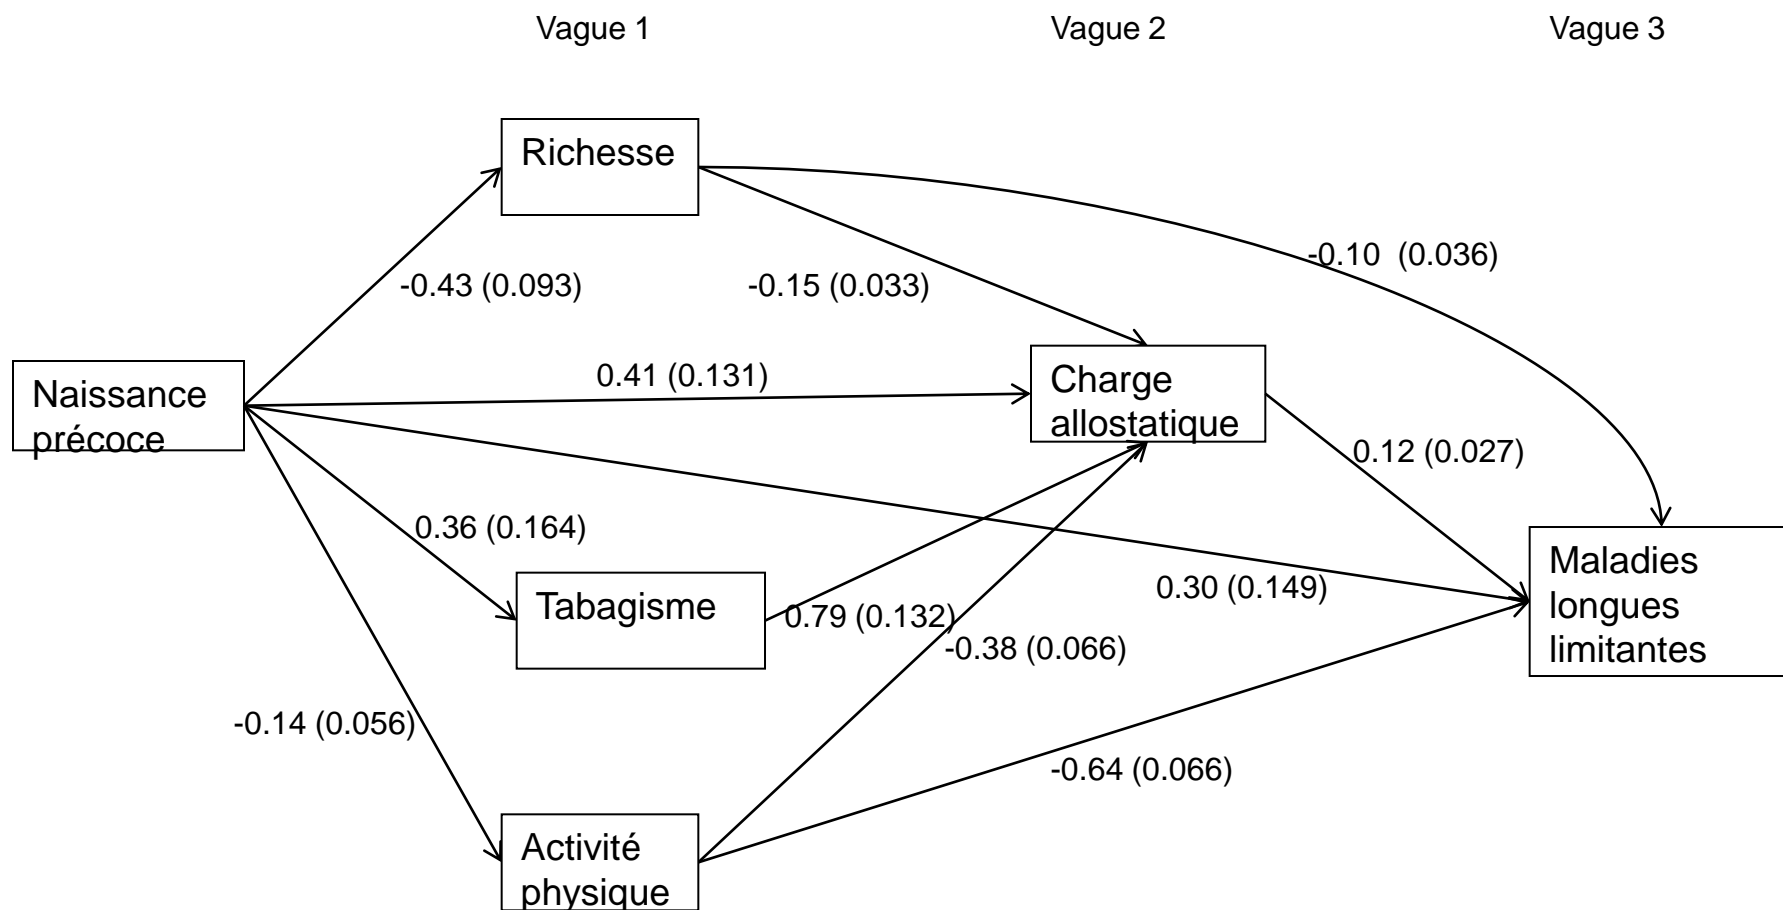 Vague 1
Vague 2
Vague 3
Richesse
-0.10 (0.036)
-0.43 (0.093)
-0.15 (0.033)
0.41 (0.131)
Naissance
précoce
Charge
allostatique
0.12 (0.027)
0.36 (0.164)
Tabagisme
0.79 (0.132)
0.30 (0.149)
Maladies
longues
limitantes
-0.38 (0.066)
-0.14 (0.056)
-0.64 (0.066)
Activité
physique